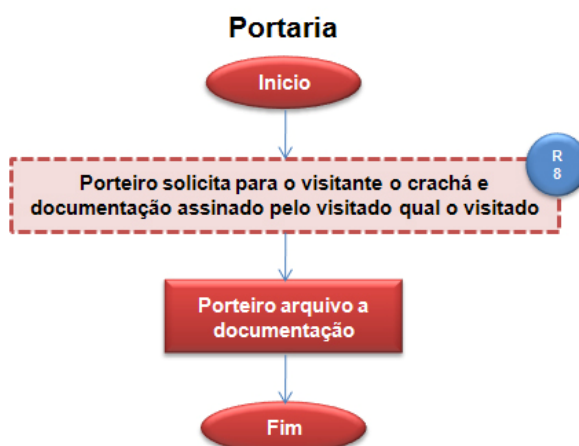 Portaria
Inicio
R
8
Porteiro solicita para o visitante o crachá e
documentação assinado pelo visitado qual o visitado
Porteiro arquivo a
documentação
Fim